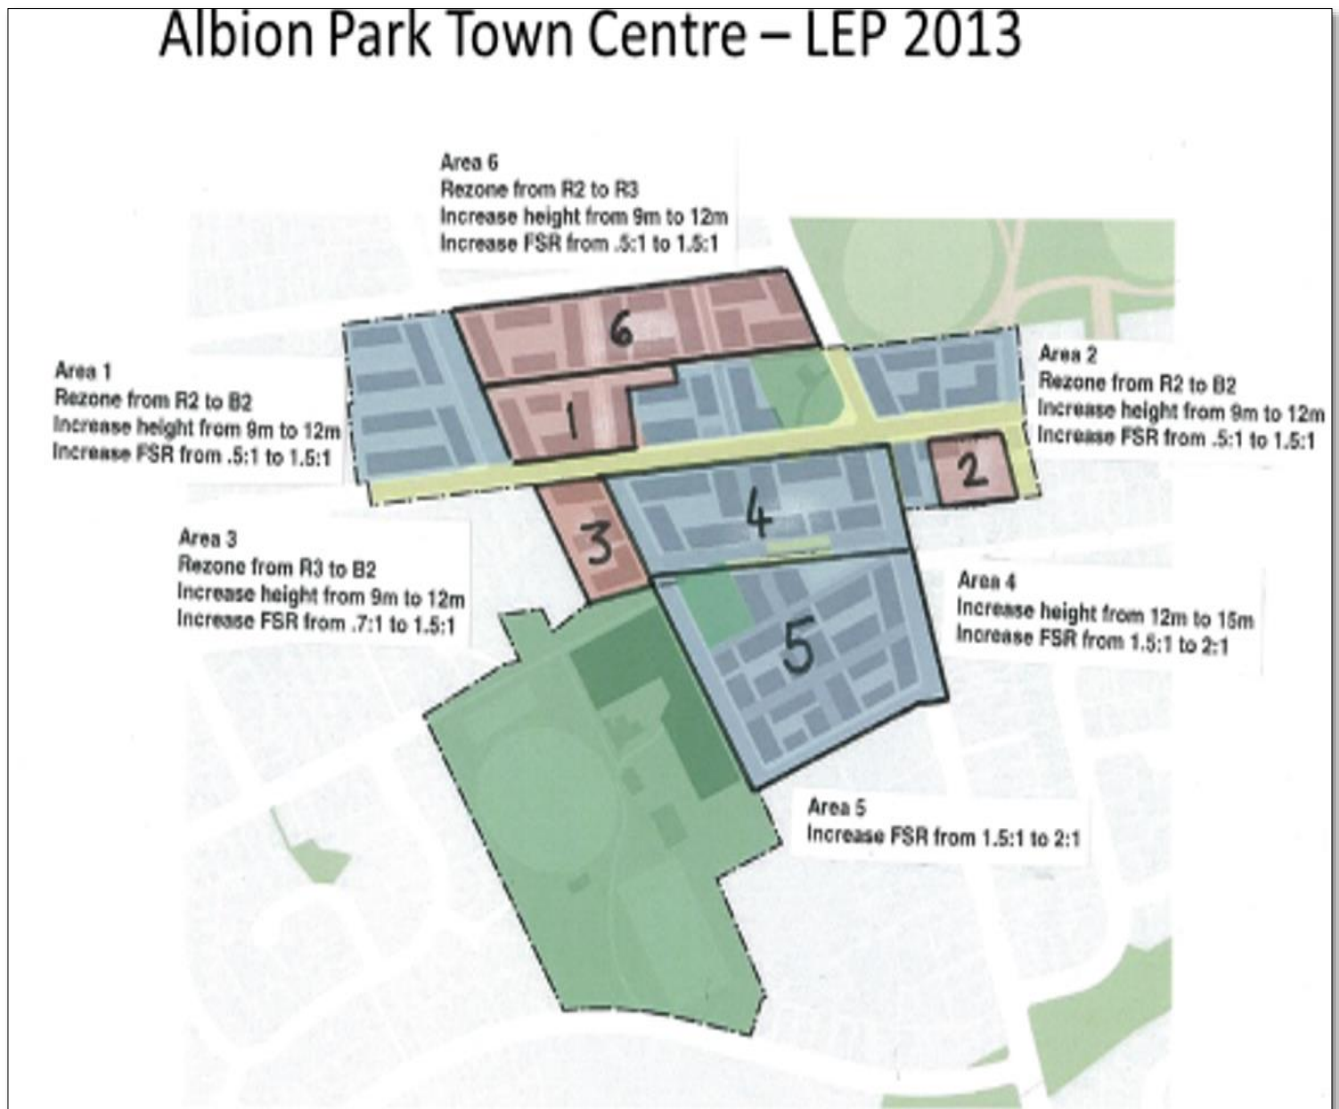 Albion Park Town Centre – LEP 2013
Area 6
Rezone from R2 to R3
Increase height from 9m to 12m
Increase FSR from .5:1 to 1.5:1
Area 1
Rezone from R2 to B2
Increase height from 9m to 12m
Increase FSR from .5:1 to 1.5:1
Area 2
Rezone from R2 to B2
Increase height from 9m to 12m
Increase FSR from .5:1 to 1.5:1
6
1
2
4
3
Area 3
Rezone from R3 to B2
Increase height from 9m to 12m
Increase FSR from .7:1 to 1.5:1
Area 4
Increase height from 12m to 15m
Increase FSR from 1.5:1 to 2:1
5
Area 5
Increase FSR from 1.5:1 to 2:1